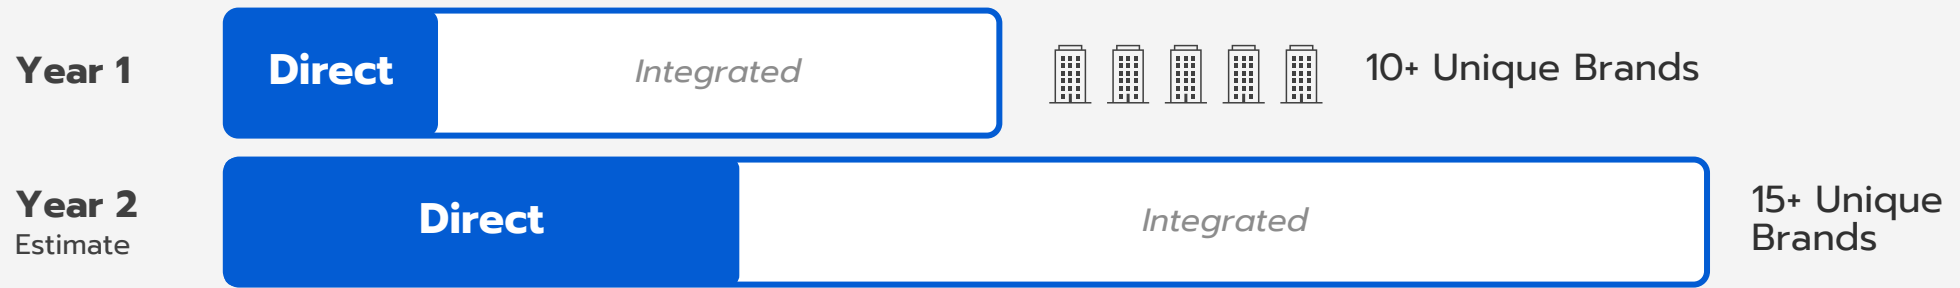 Year 1
Direct
Integrated
10+ Unique Brands
Year 2
Estimate
Direct
Integrated
15+ Unique
Brands